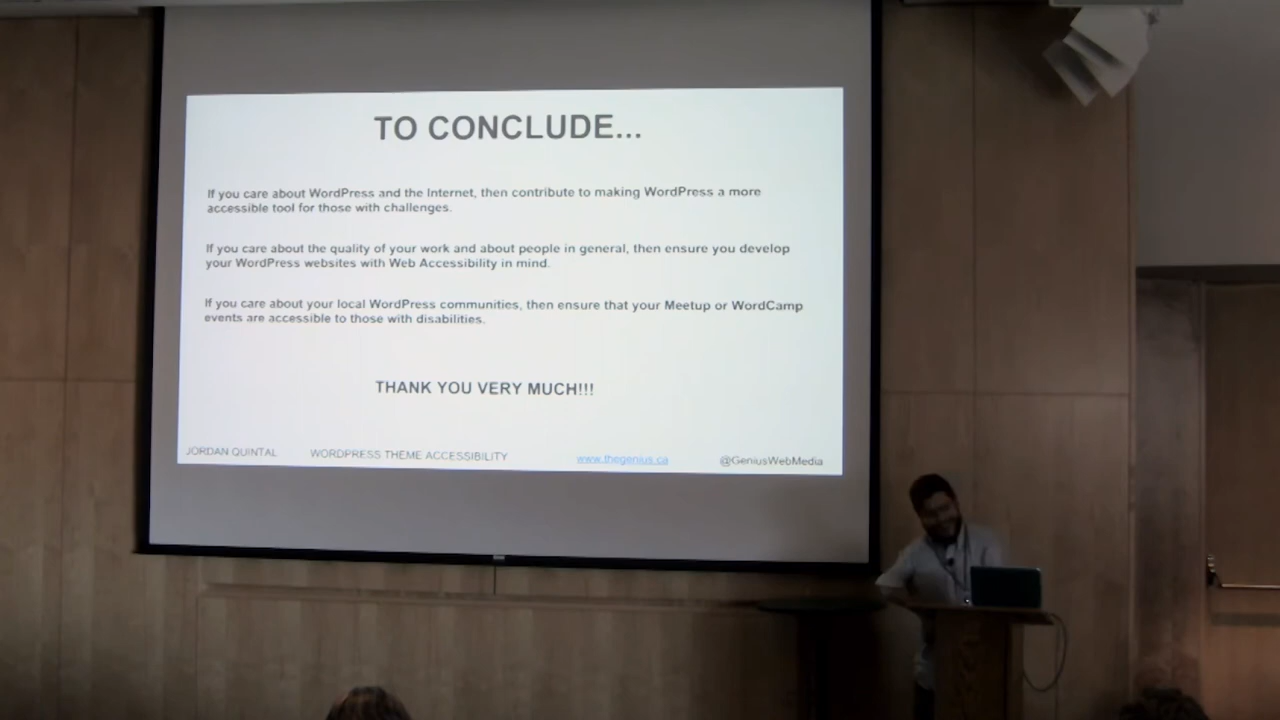 TO CONCLUDE...
If you care about WordPress and the Internet, then contribute to making WordPress a more
accessible tool for those with challenges.
If you care about the quality of your work and about people in general, then ensure you develop
your WordPress websites with Web Accessibility in mind.
If you care about your local WordPress communities, then ensure that your Meetup or WordCamp
events are accessible to those with disabilities.
THANK YOU VERY MUCH!!!
JORDAN QUINTAL WORDPRESS THEME ACCESSIBILITY www.thegenius.ca @GeniusWebMedia